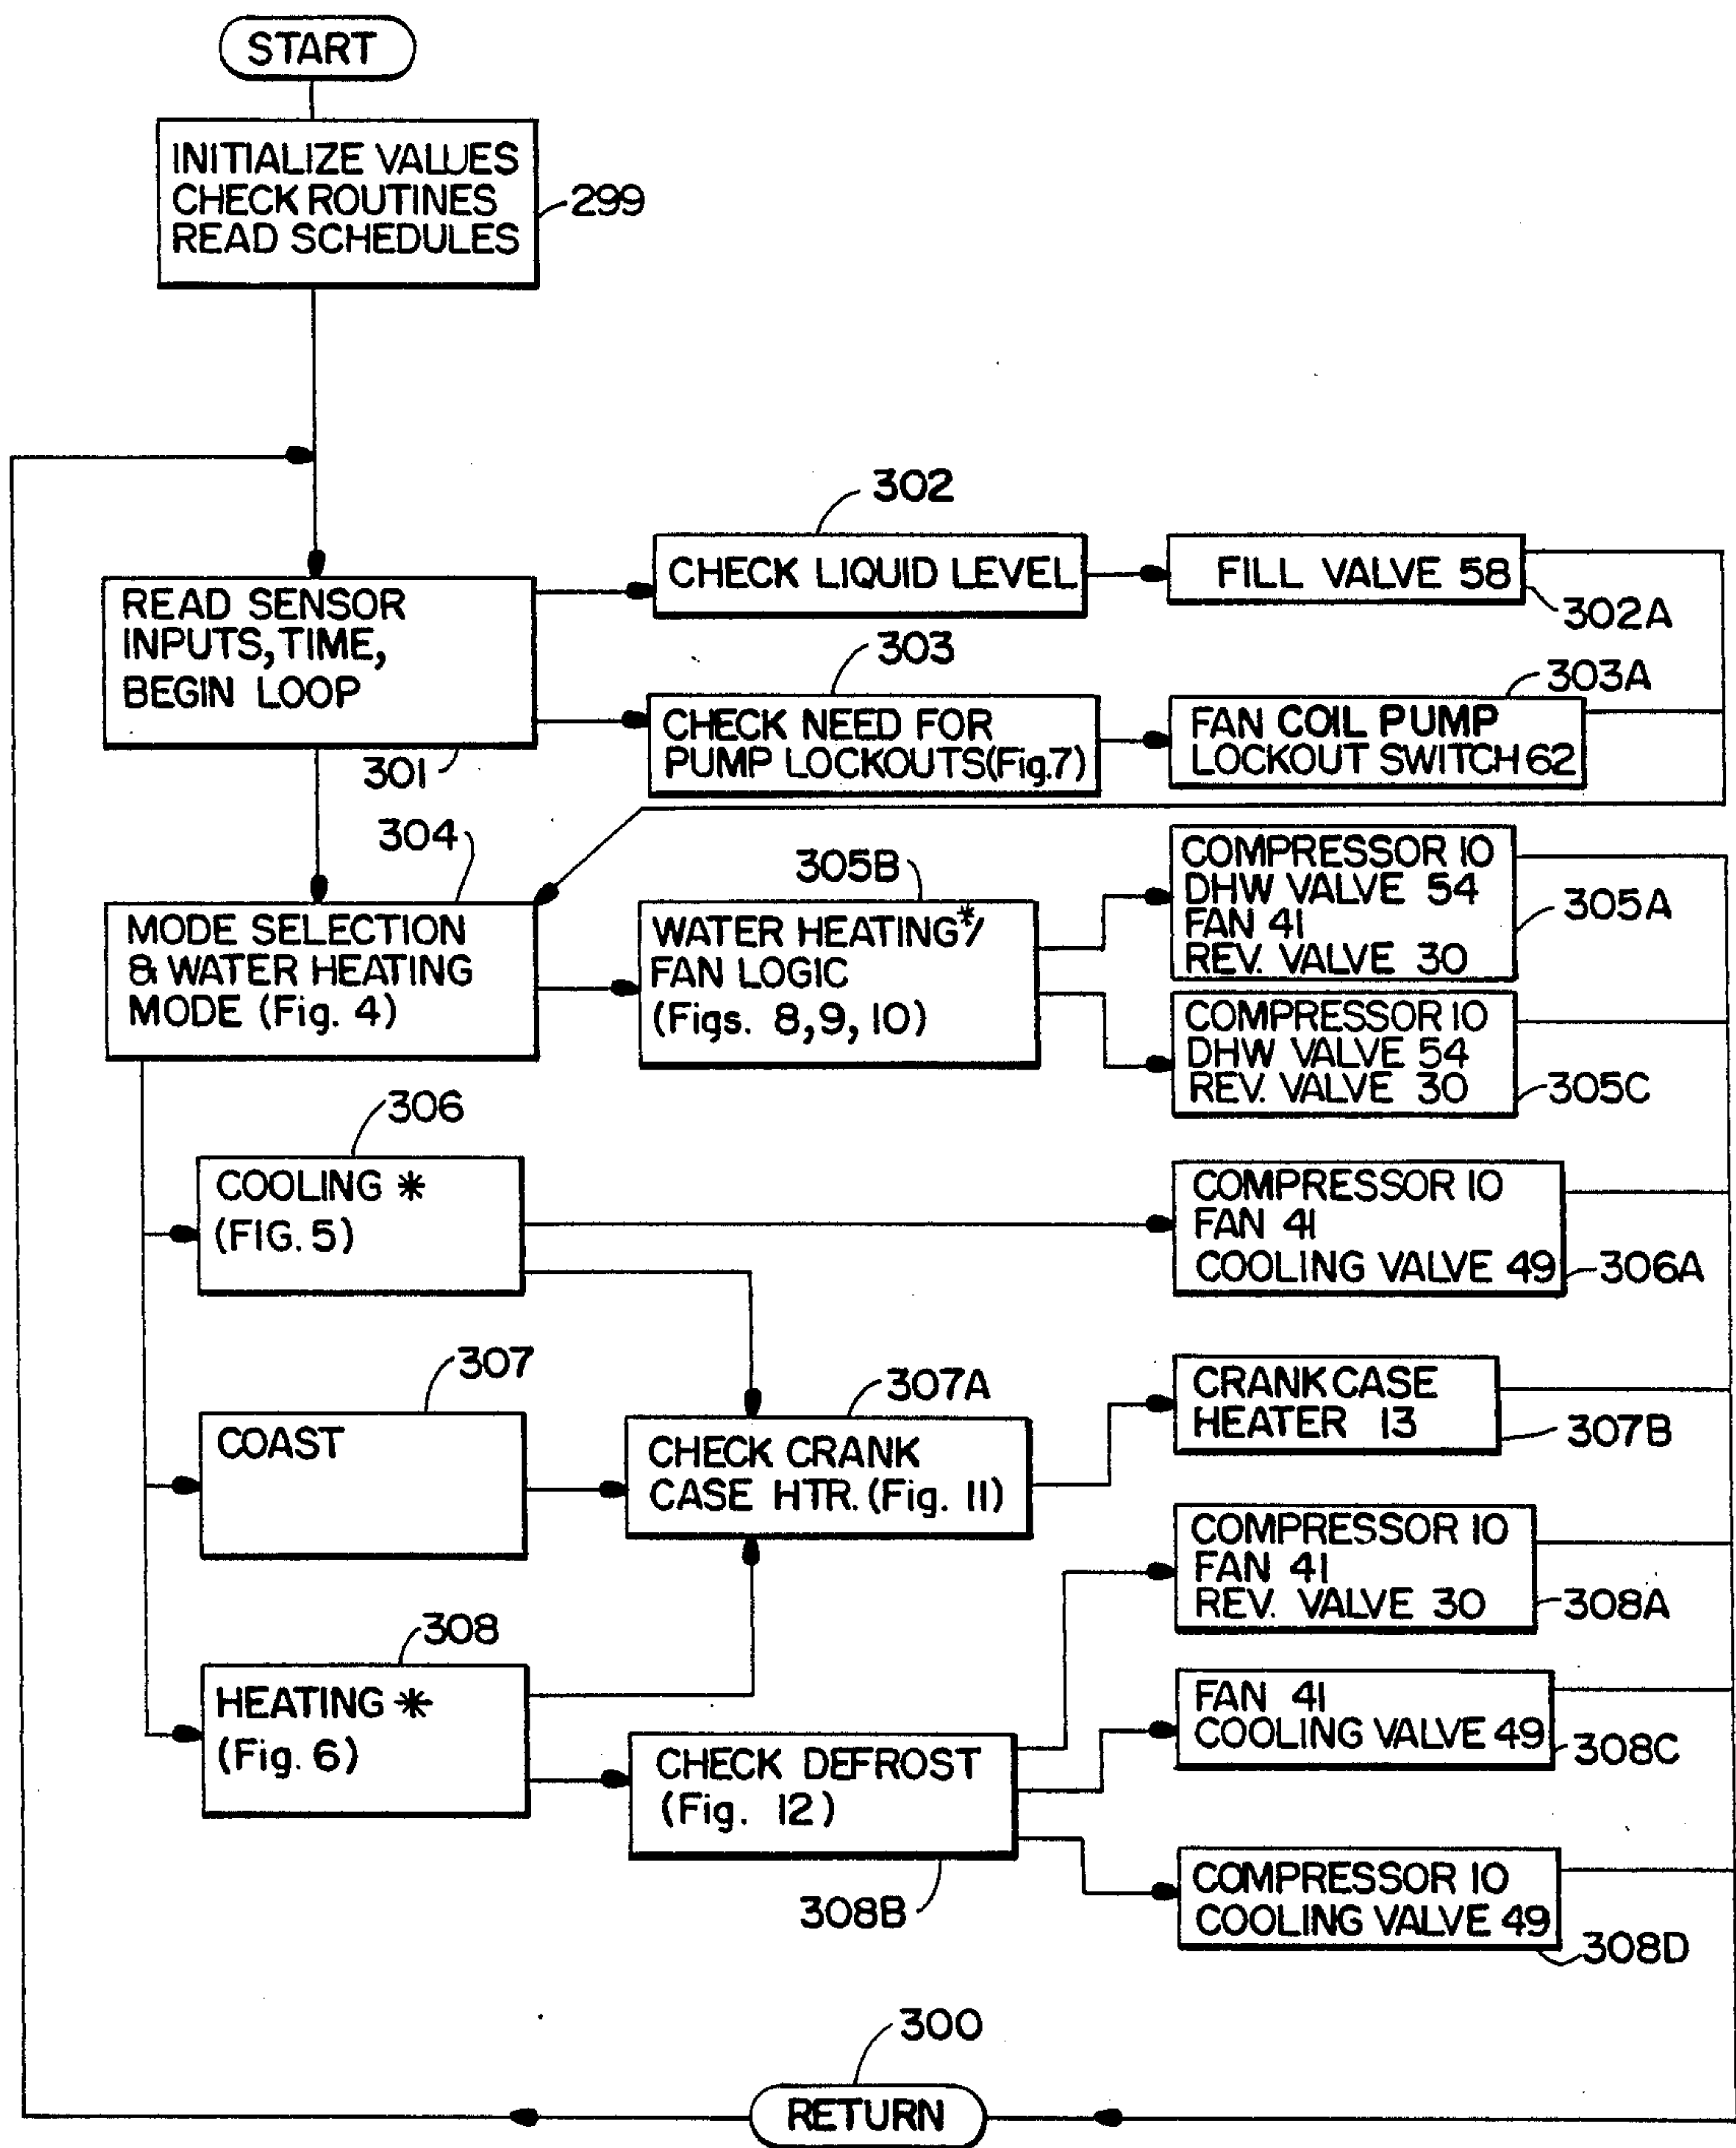 START
INITIALIZE VALUES
CHECK ROUTINES
READ SCHEDULES
299
302
CHECK LIQUID LEVEL
FILL VALVE 58
302A
READ SENSOR
INPUTS, TIME,
BEGIN LOOP
301
303
CHECK NEED FOR
PUMP LOCKOUTS (Fig. 7)
303A
FAN COIL PUMP
LOCKOUT SWITCH 62
304
MODE SELECTION
& WATER HEATING
MODE (Fig. 4)
305B
WATER HEATING*/
FAN LOGIC
(Figs. 8, 9, 10)
COMPRESSOR 10
DHW VALVE 54
FAN 41
REV. VALVE 30
305A
COMPRESSOR 10
DHW VALVE 54
REV. VALVE 30
305C
306
COOLING *
(FIG. 5)
COMPRESSOR 10
FAN 41
COOLING VALVE 49
306A
307
COAST
307A
CHECK CRANK
CASE HTR. (Fig. 11)
CRANK CASE
HEATER 13
307B
308
HEATING *
(Fig. 6)
CHECK DEFROST
(Fig. 12)
308B
COMPRESSOR 10
FAN 41
REV. VALVE 30
308A
FAN 41
COOLING VALVE 49
308C
COMPRESSOR 10
COOLING VALVE 49
308D
300
RETURN